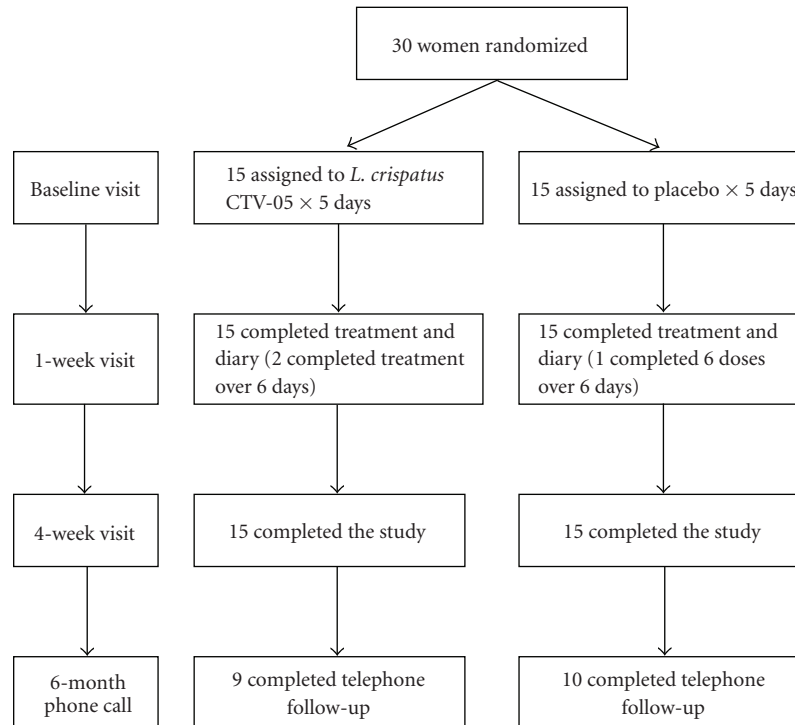 30 women randomized
Baseline visit
15 assigned to L. crispatus
CTV-05 × 5 days
15 assigned to placebo × 5 days
1-week visit
15 completed treatment and
diary (2 completed treatment
over 6 days)
15 completed treatment and
diary (1 completed 6 doses
over 6 days)
4-week visit
15 completed the study
15 completed the study
6-month
phone call
9 completed telephone
follow-up
10 completed telephone
follow-up